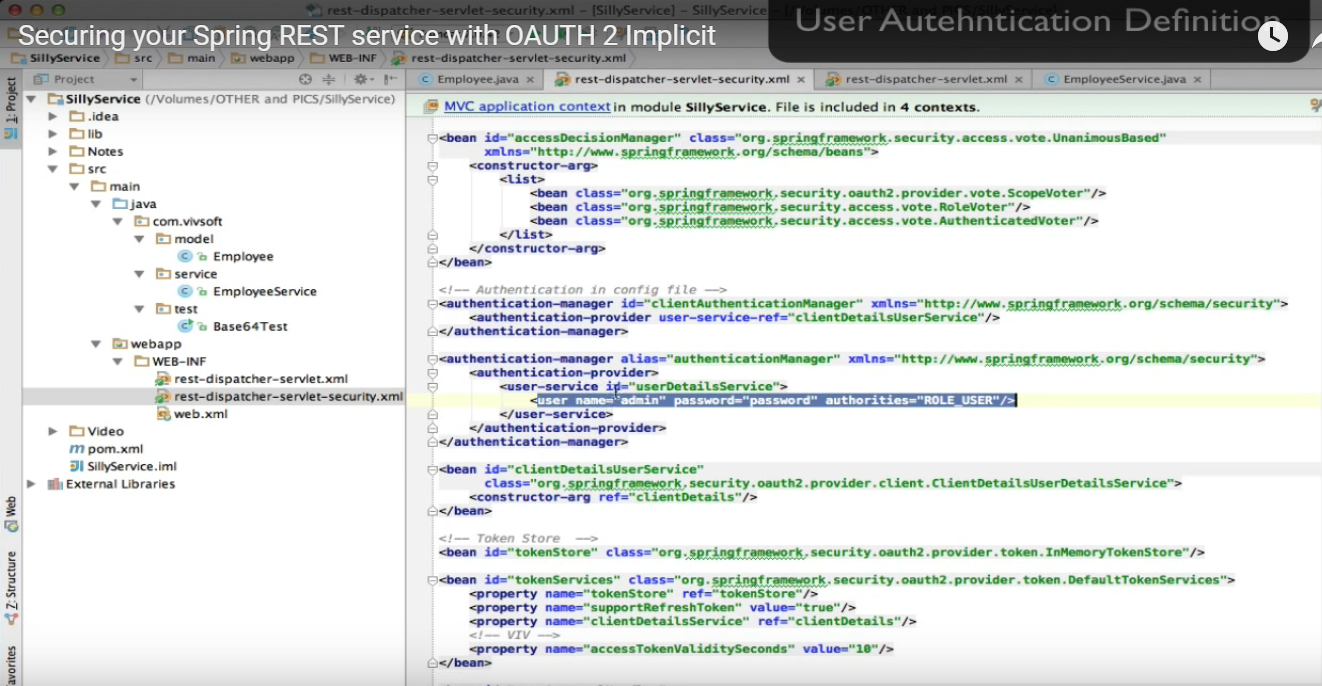 rest-dispatcher-servlet-security.xml - [SillyService] - SillyService
User Autehntication Definition
Securing your Spring REST service with OAUTH 2 Implicit
SillyService src main webapp WEB-INF rest-dispatcher-servlet-security.xml
Project
Employee.java rest-dispatcher-servlet-security.xml rest-dispatcher-servlet.xml EmployeeService.java
1: Project
SillyService (/Volumes/OTHER and PICS/SillyService)
.idea
lib
Notes
src
main
java
com.vivsoft
model
Employee
service
EmployeeService
test
Base64Test
webapp
WEB-INF
rest-dispatcher-servlet.xml
rest-dispatcher-servlet-security.xml
web.xml
Video
pom.xml
SillyService.iml
External Libraries
Web
Z: Structure
avorites
MVC application context in module SillyService. File is included in 4 contexts.
<bean id="accessDecisionManager" class="org.springframework.security.access.vote.UnanimousBased"
xmlns="http://www.springframework.org/schema/beans">
<constructor-arg>
<list>
<bean class="org.springframework.security.oauth2.provider.vote.ScopeVoter"/>
<bean class="org.springframework.security.access.vote.RoleVoter"/>
<bean class="org.springframework.security.access.vote.AuthenticatedVoter"/>
</list>
</constructor-arg>
</bean>
<!-- Authentication in config file -->
<authentication-manager id="clientAuthenticationManager" xmlns="http://www.springframework.org/schema/security">
<authentication-provider user-service-ref="clientDetailsUserService"/>
</authentication-manager>
<authentication-manager alias="authenticationManager" xmlns="http://www.springframework.org/schema/security">
<authentication-provider>
<user-service id="userDetailsService">
<user name="admin" password="password" authorities="ROLE_USER"/>
</user-service>
</authentication-provider>
</authentication-manager>
<bean id="clientDetailsUserService"
class="org.springframework.security.oauth2.provider.client.ClientDetailsUserDetailsService">
<constructor-arg ref="clientDetails"/>
</bean>
<!-- Token Store -->
<bean id="tokenStore" class="org.springframework.security.oauth2.provider.token.InMemoryTokenStore"/>
<bean id="tokenServices" class="org.springframework.security.oauth2.provider.token.DefaultTokenServices">
<property name="tokenStore" ref="tokenStore"/>
<property name="supportRefreshToken" value="true"/>
<property name="clientDetailsService" ref="clientDetails"/>
<!-- VIV -->
<property name="accessTokenValiditySeconds" value="10"/>
</bean>